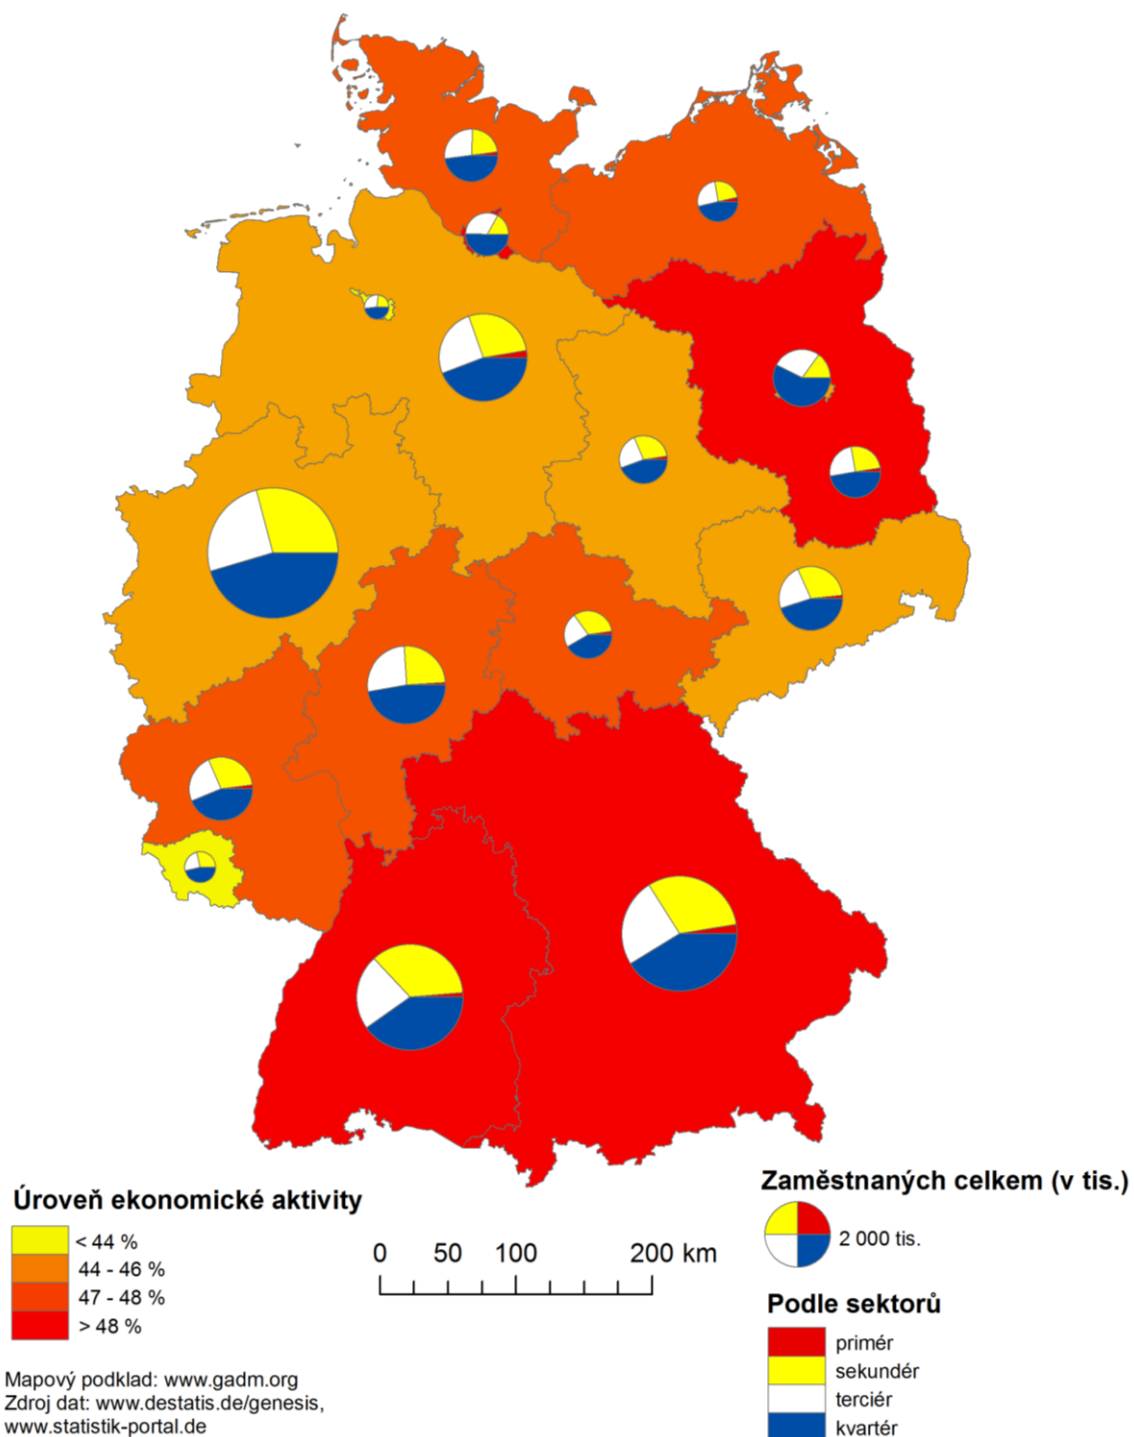 Úroveň ekonomické aktivity
< 44 %
44 - 46 %
47 - 48 %
> 48 %
Mapový podklad: www.gadm.org
Zdroj dat: www.destatis.de/genesis,
www.statistik-portal.de
0 50 100 200 km
Zaměstnaných celkem (v tis.)
2 000 tis.
Podle sektorů
primér
sekundér
terciér
kvartér